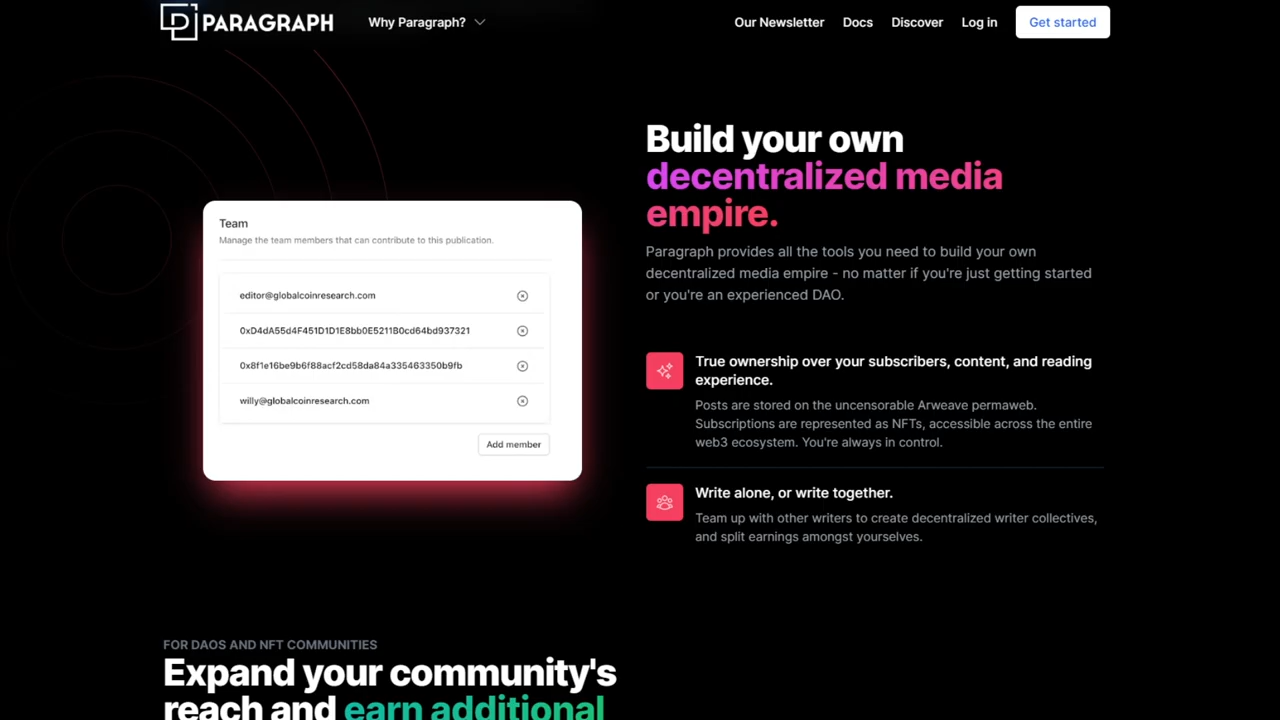 PARAGRAPH
Why Paragraph?
Our Newsletter
Docs
Discover
Log in
Get started
Team
Manage the team members that can contribute to this publication.
editor@globalcoinresearch.com
0xD4dA55d4F451D1D1E8bb0E5211B0cd64bd937321
0x8f1e16be9b6f88acf2cd58da84a335463350b9fb
willy@globalcoinresearch.com
Add member
Build your own
decentralized media
empire.
Paragraph provides all the tools you need to build your own
decentralized media empire - no matter if you're just getting started
or you're an experienced DAO.
True ownership over your subscribers, content, and reading
experience.
Posts are stored on the uncensorable Arweave permaweb.
Subscriptions are represented as NFTs, accessible across the entire
web3 ecosystem. You're always in control.
Write alone, or write together.
Team up with other writers to create decentralized writer collectives,
and split earnings amongst yourselves.
FOR DAOS AND NFT COMMUNITIES
Expand your community's
reach and earn additional